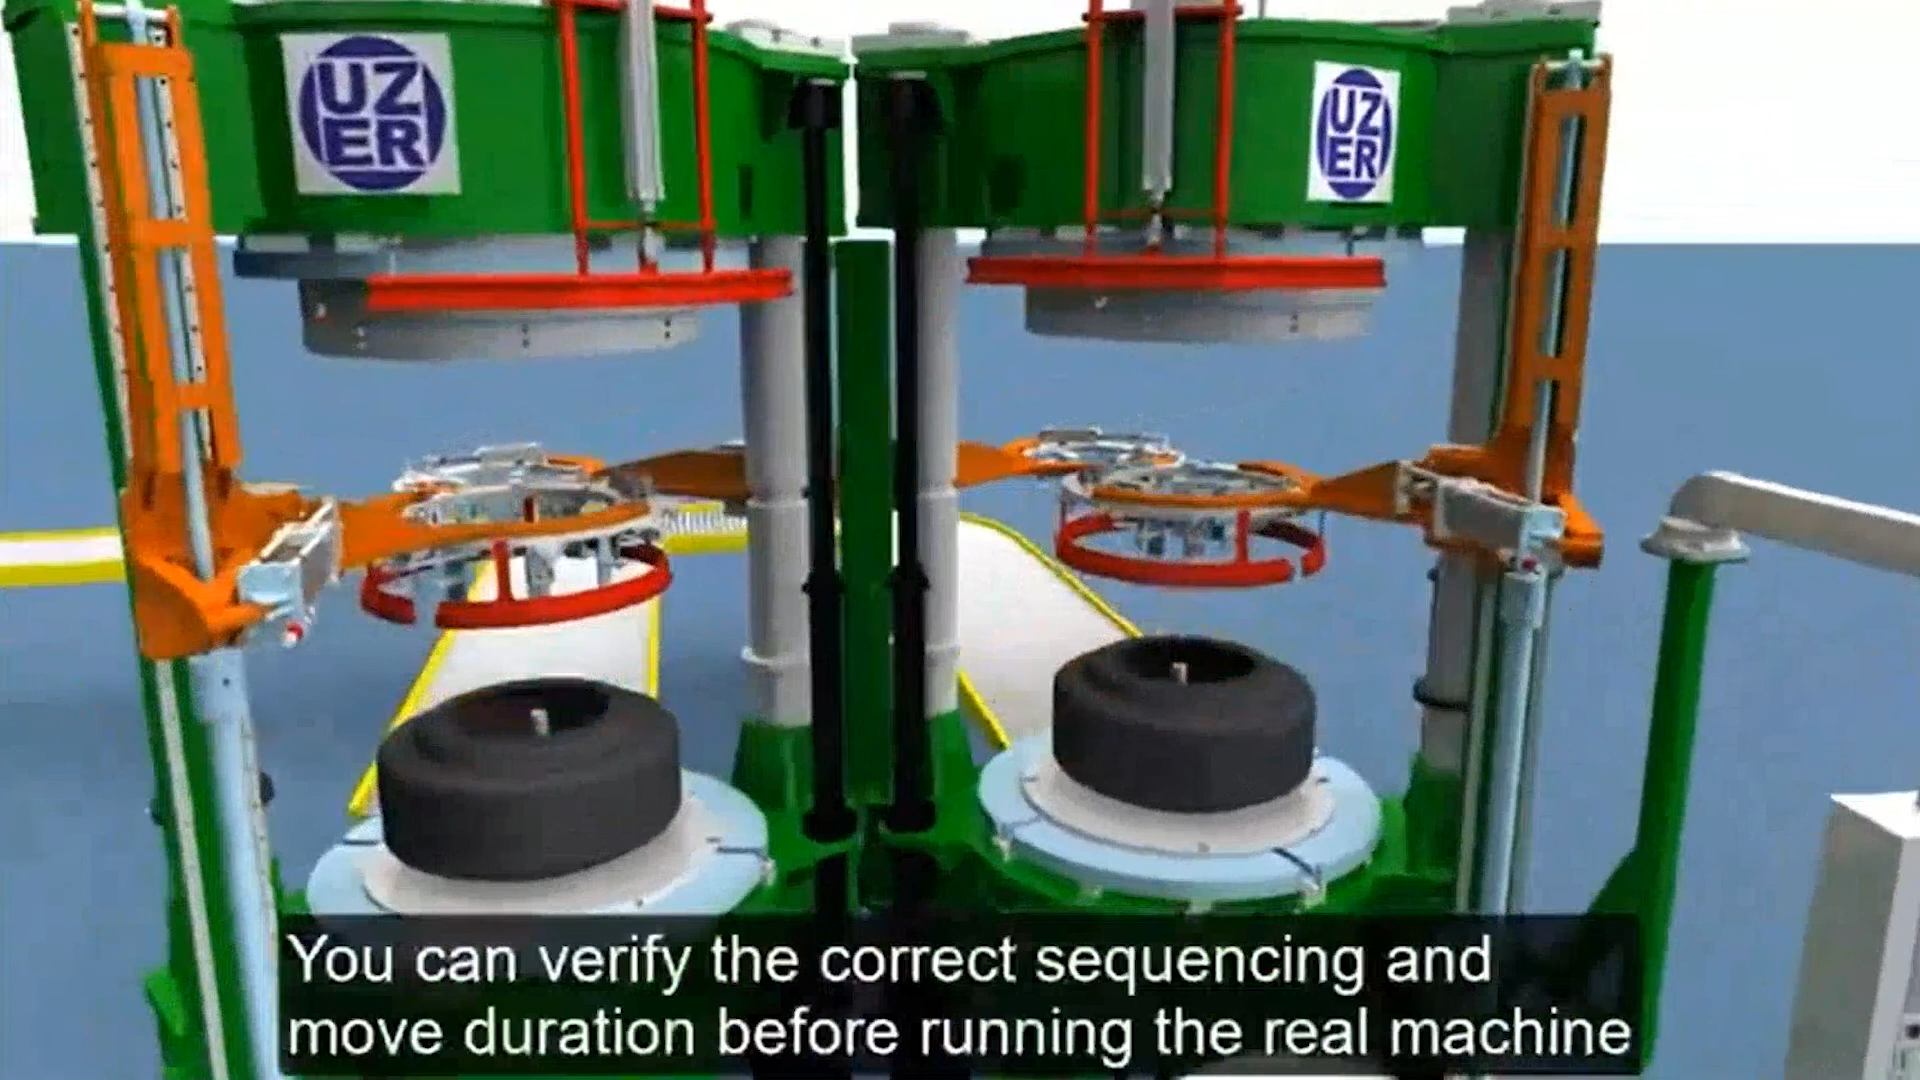 UZ
ER
UZ
ER
You can verify the correct sequencing and
move duration before running the real machine